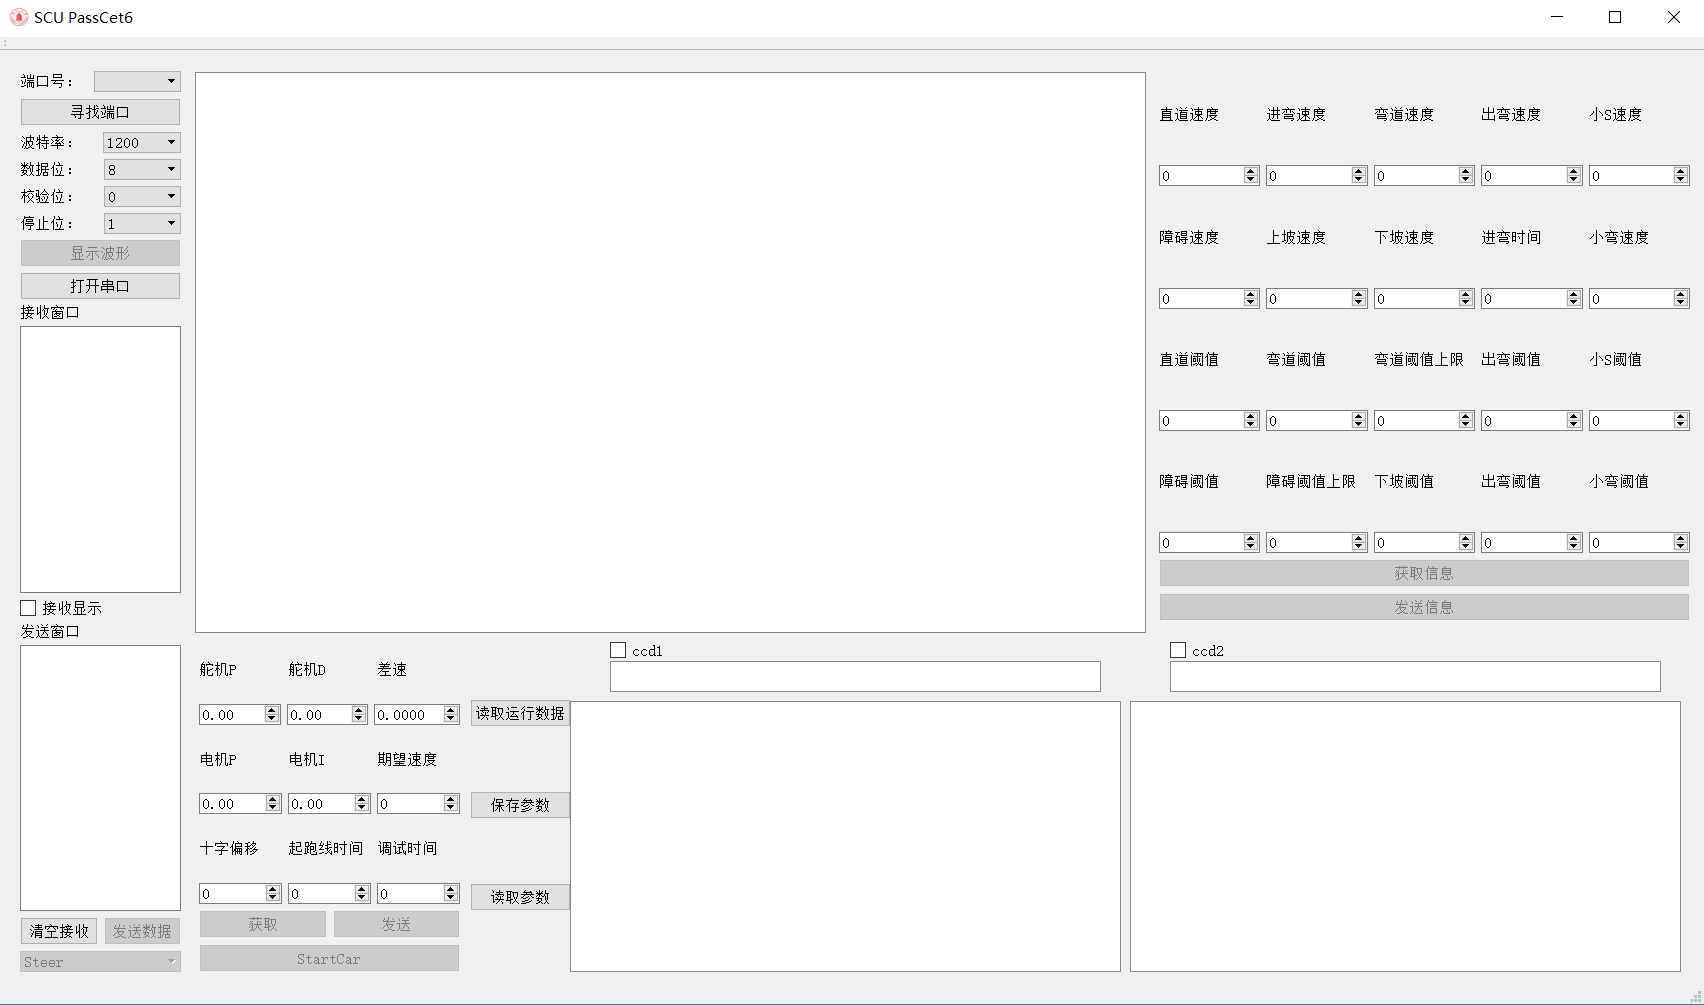 SCU PassCet6
端口号：
寻找端口
波特率： 1200
数据位： 8
校验位： 0
停止位： 1
显示波形
打开串口
接收窗口
接收显示
发送窗口
清空接收 发送数据
Steer
直道速度 进弯速度 弯道速度 出弯速度 小S速度
0 0 0 0 0
障碍速度 上坡速度 下坡速度 进弯时间 小弯速度
0 0 0 0 0
直道阈值 弯道阈值 弯道阈值上限 出弯阈值 小S阈值
0 0 0 0 0
障碍阈值 障碍阈值上限 下坡阈值 出弯阈值 小弯阈值
0 0 0 0 0
获取信息
发送信息
舵机P 舵机D 差速
0.00 0.00 0.0000 读取运行数据
电机P 电机I 期望速度
0.00 0.00 0 保存参数
十字偏移 起跑线时间 调试时间
0 0 0 读取参数
获取 发送
StartCar
ccd1
ccd2